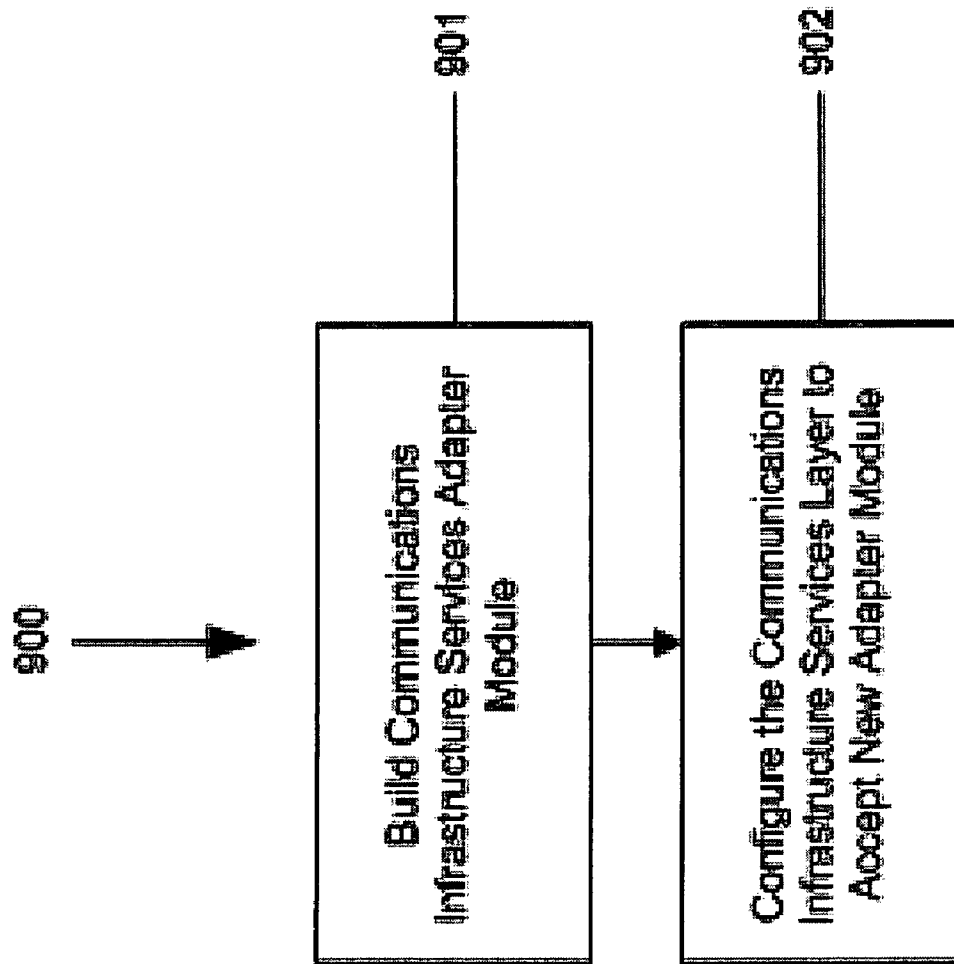 900
Build Communications
Infrastructure Services Adapter
Module
901
Configure the Communications
Infrastructure Services Layer to
Accept New Adapter Module
902